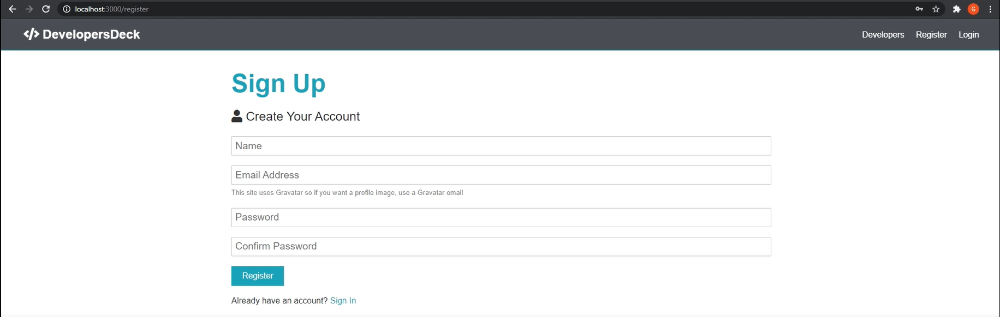 localhost:3000/register
G
</> DevelopersDeck
Developers Register Login
Sign Up
Create Your Account
Name
Email Address
This site uses Gravatar so if you want a profile image, use a Gravatar email
Password
Confirm Password
Register
Already have an account? Sign In